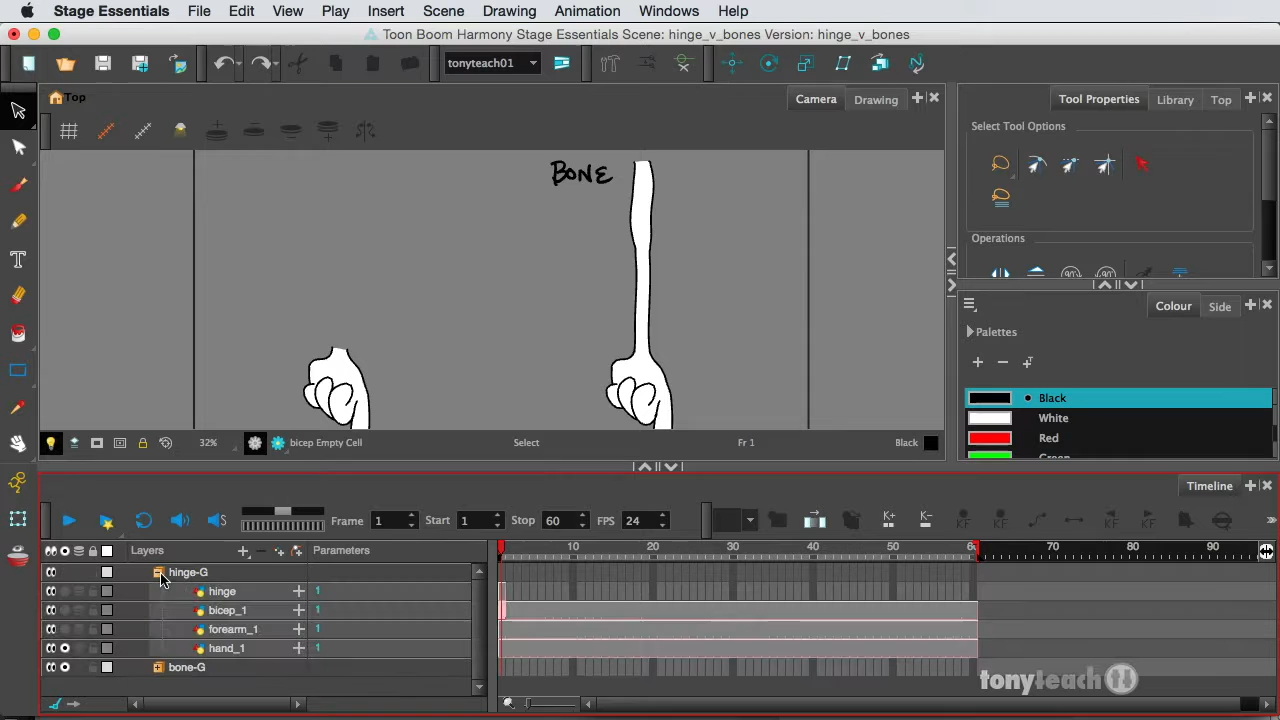 Stage Essentials File Edit View Play Insert Scene Drawing Animation Windows Help
Toon Boom Harmony Stage Essentials Scene: hinge_v_bones Version: hinge_v_bones
tonyteach01
Top
Camera
Drawing
Tool Properties
Library
Top
Select Tool Options
Operations
BONE
Colour
Side
Palettes
Black
White
Red
Green
32%
bicep Empty Cell
Select
Fr 1
Black
Timeline
Frame 1 Start 1 Stop 60 FPS 24
Layers
Parameters
10 20 30 40 50 60 70 80 90
hinge-G
hinge 1
bicep_1 1
forearm_1 1
hand_1 1
bone-G
tonyteach